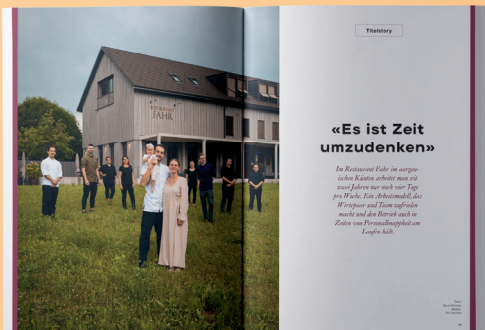 RESTAURANT
FAHR
Titelstory
«Es ist Zeit
umzudenken»
Im Restaurant Fahr im aargau-
ischen Künten arbeitet man seit
zwei Jahren nur noch vier Tage
pro Woche. Ein Arbeitsmodell, das
Wirtepaar und Team zufrieden
macht und den Betrieb auch in
Zeiten von Personalknappheit am
Laufen hält.
Text